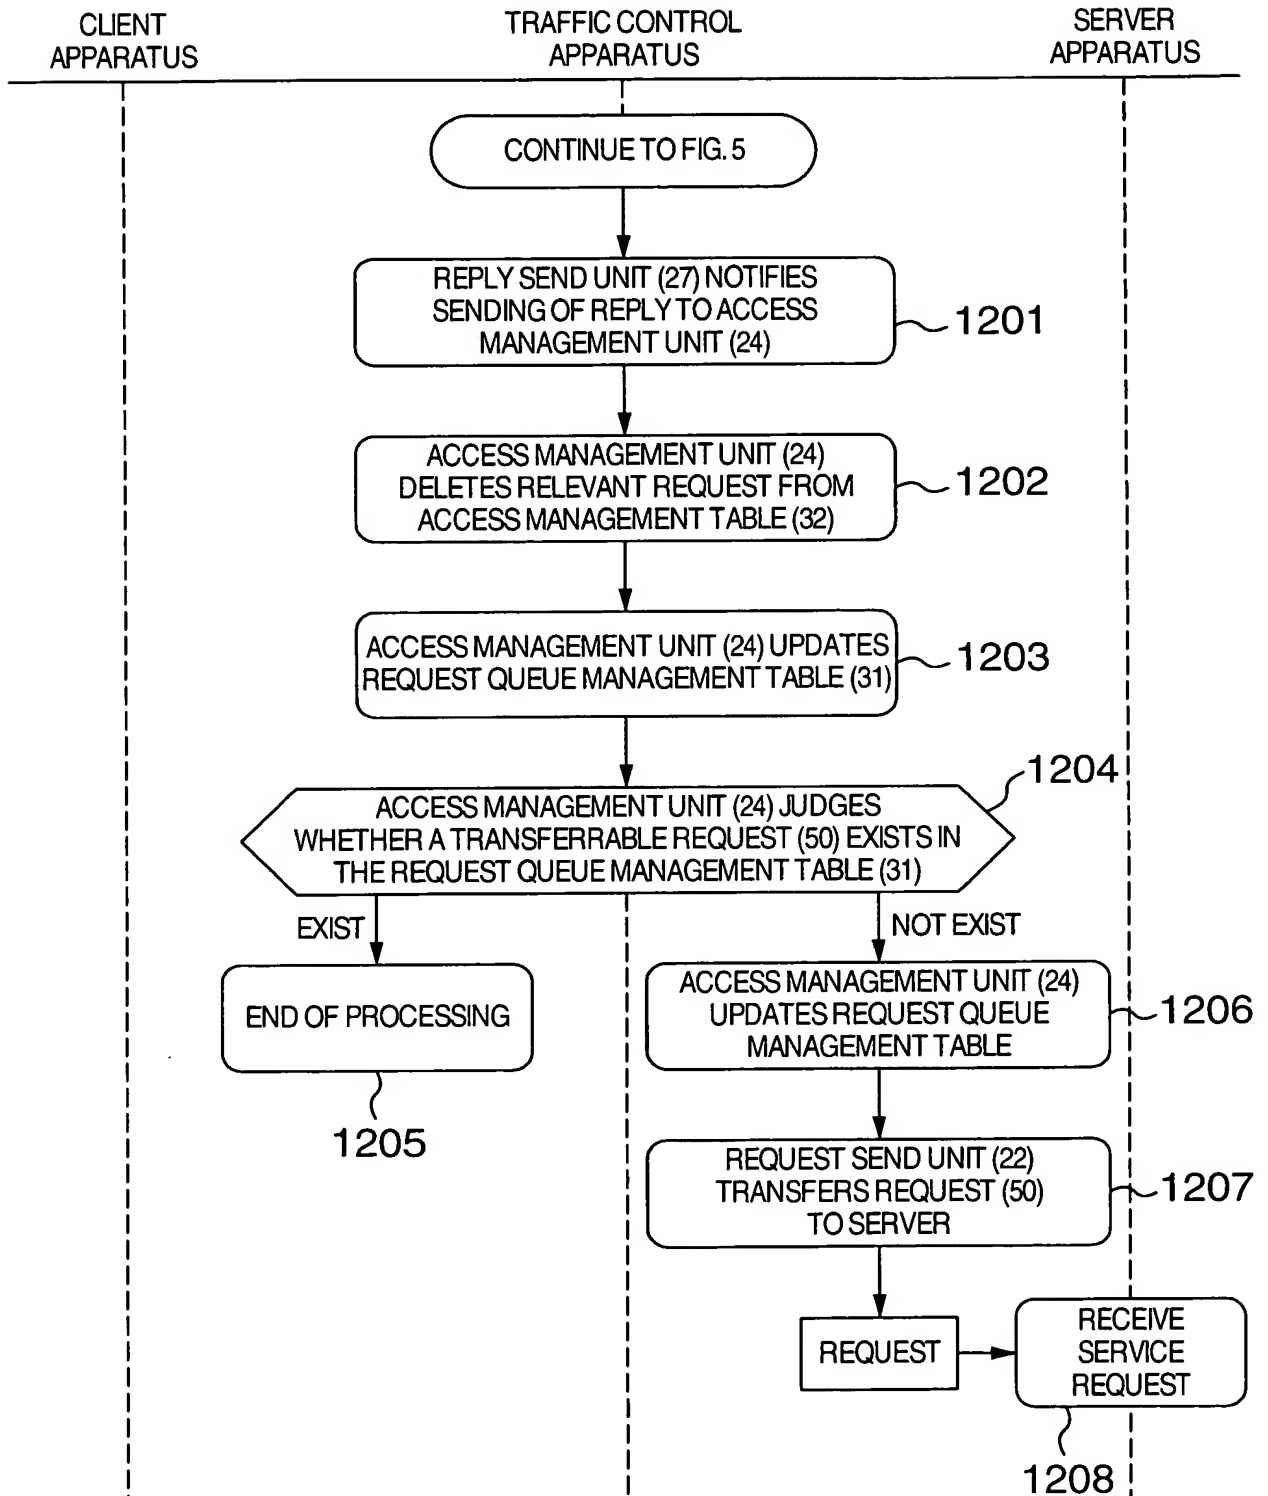 CLIENT
APPARATUS
TRAFFIC CONTROL
APPARATUS
SERVER
APPARATUS
CONTINUE TO FIG. 5
REPLY SEND UNIT (27) NOTIFIES
SENDING OF REPLY TO ACCESS
MANAGEMENT UNIT (24)
1201
ACCESS MANAGEMENT UNIT (24)
DELETES RELEVANT REQUEST FROM
ACCESS MANAGEMENT TABLE (32)
1202
ACCESS MANAGEMENT UNIT (24) UPDATES
REQUEST QUEUE MANAGEMENT TABLE (31)
1203
1204
ACCESS MANAGEMENT UNIT (24) JUDGES
WHETHER A TRANSFERRABLE REQUEST (50) EXISTS IN
THE REQUEST QUEUE MANAGEMENT TABLE (31)
EXIST
NOT EXIST
END OF PROCESSING
1205
ACCESS MANAGEMENT UNIT (24)
UPDATES REQUEST QUEUE
MANAGEMENT TABLE
1206
REQUEST SEND UNIT (22)
TRANSFERS REQUEST (50)
TO SERVER
1207
REQUEST
RECEIVE
SERVICE
REQUEST
1208